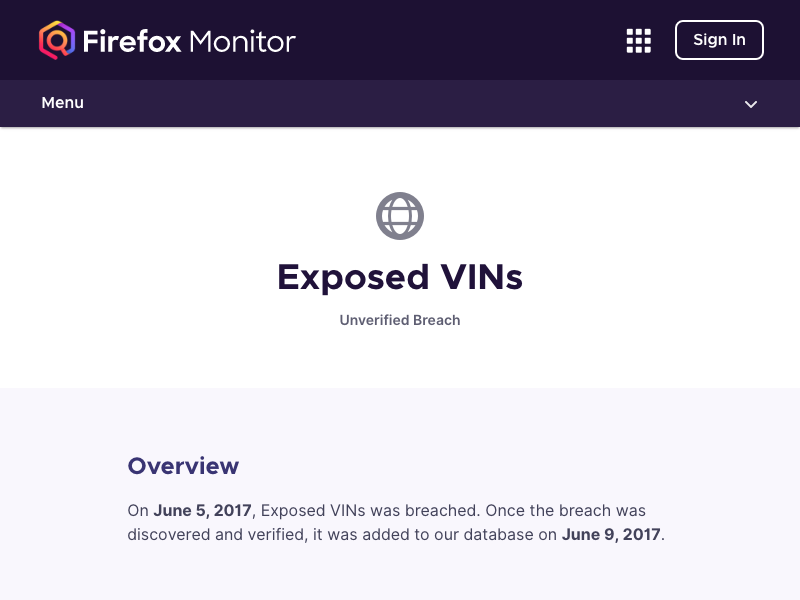 Firefox Monitor
Sign In
Menu
Exposed VINs
Unverified Breach
Overview
On June 5, 2017, Exposed VINs was breached. Once the breach was
discovered and verified, it was added to our database on June 9, 2017.